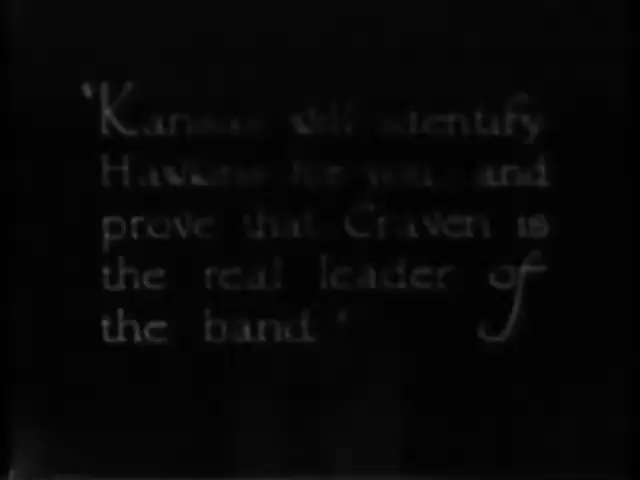 "Kansas will identify
Hawkins for you, and
prove that Craven is
the real leader of
the band."